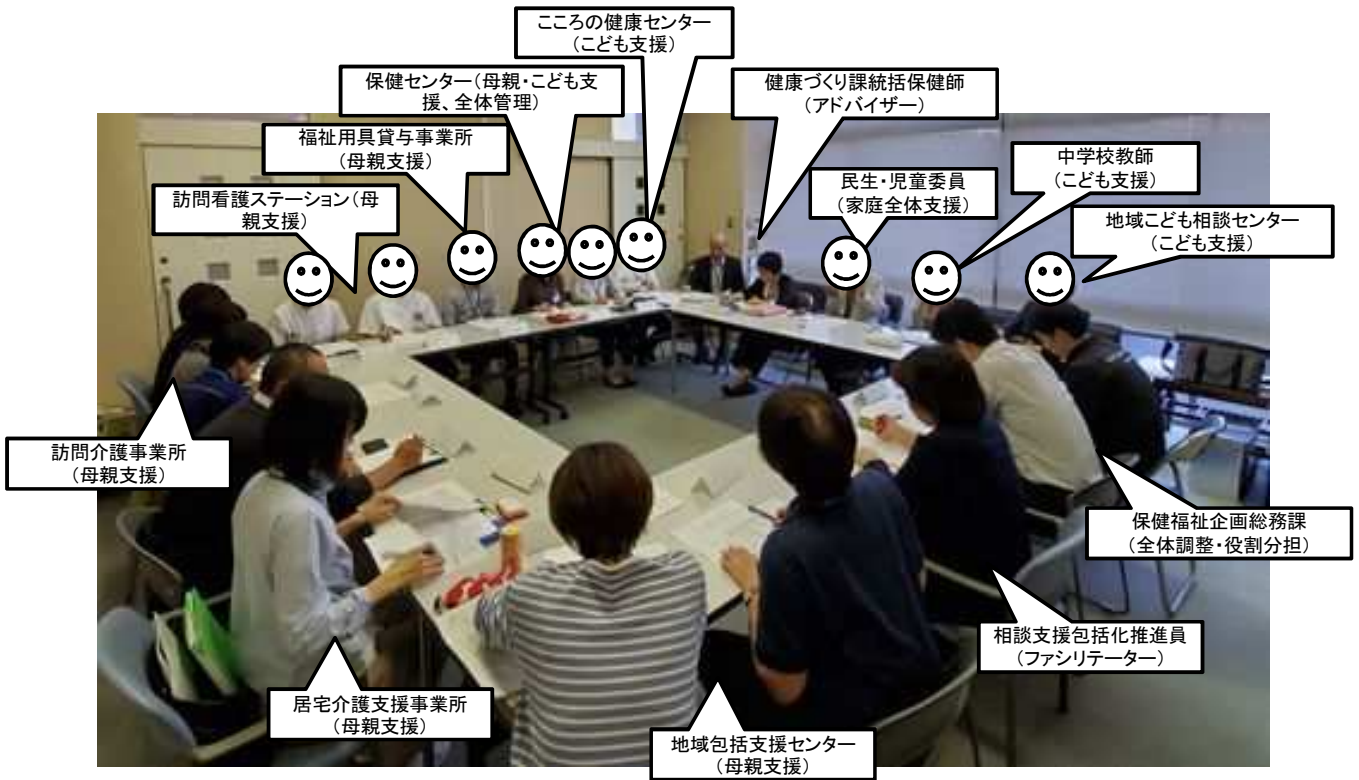 こころの健康センター
(こども支援)
保健センター(母親・こども支
援、全体管理)
健康づくり課統括保健師
(アドバイザー)
福祉用具貸与事業所
(母親支援)
中学校教師
(こども支援)
民生・児童委員
(家庭全体支援)
訪問看護ステーション(母
親支援)
地域こども相談センター
(こども支援)
訪問介護事業所
(母親支援)
保健福祉企画総務課
(全体調整・役割分担)
相談支援包括化推進員
(ファシリテーター)
居宅介護支援事業所
(母親支援)
地域包括支援センター
(母親支援)